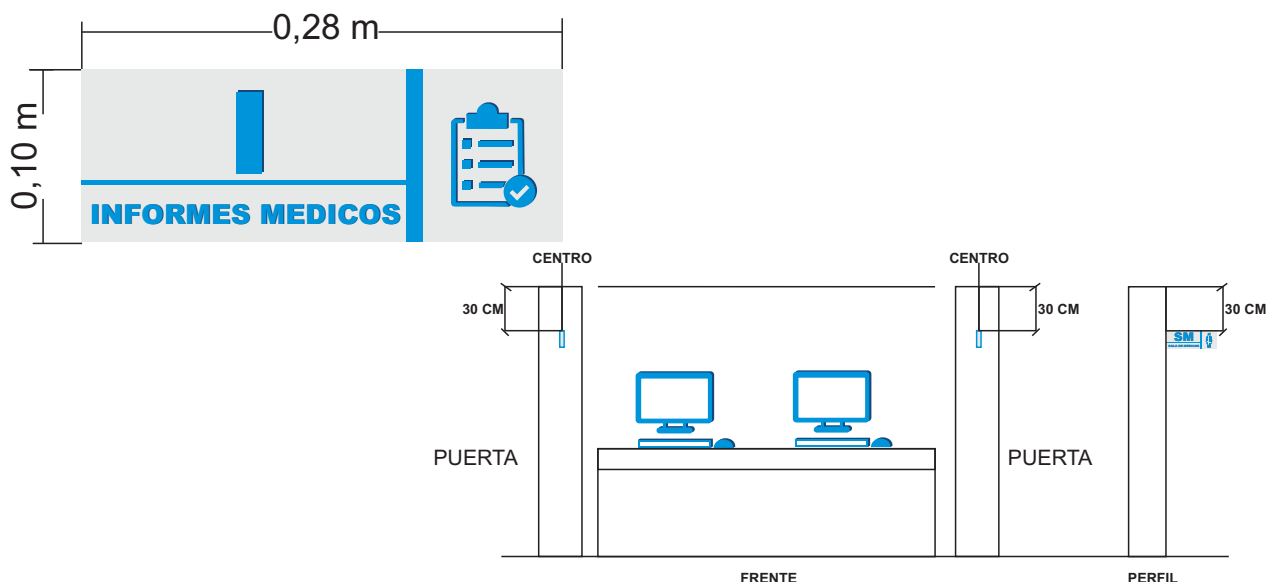 0,28 m
0,10 m
I
INFORMES MEDICOS
CENTRO
CENTRO
30 CM
30 CM
30 CM
SM
PUERTA
PUERTA
FRENTE
PERFIL